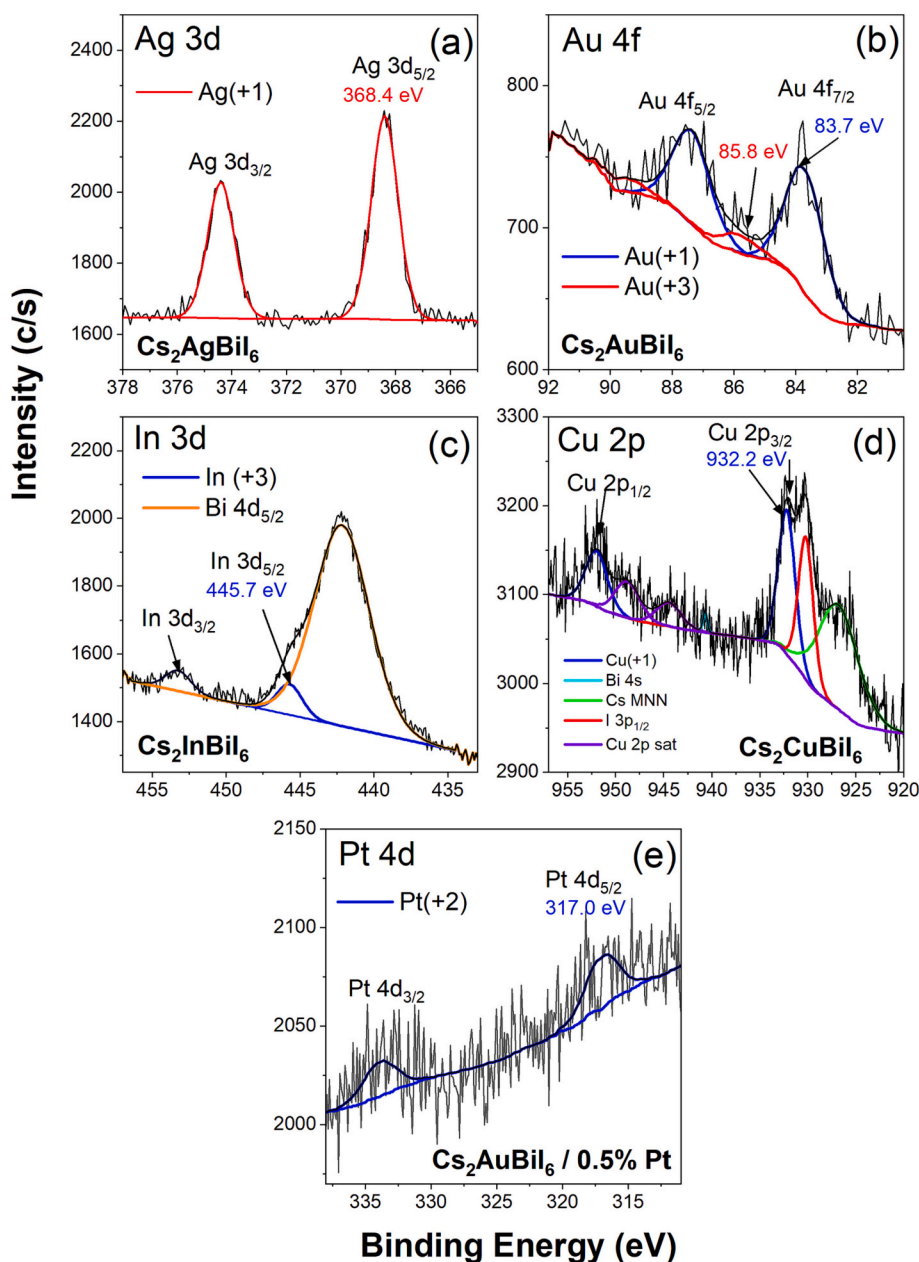 Intensity (c/s)
Ag 3d
(a)
Ag(+1)
Ag 3d5/2
368.4 eV
Ag 3d3/2
Cs2AgBiI6
2400
2200
2000
1800
1600
378 376 374 372 370 368 366
Au 4f
(b)
Au 4f5/2
Au 4f7/2
83.7 eV
85.8 eV
Au(+1)
Au(+3)
Cs2AuBiI6
800
700
600
92 90 88 86 84 82
In 3d
(c)
In (+3)
Bi 4d5/2
In 3d5/2
445.7 eV
In 3d3/2
Cs2InBiI6
2200
2000
1800
1600
1400
455 450 445 440 435
Cu 2p
(d)
Cu 2p3/2
932.2 eV
Cu 2p1/2
Cu(+1)
Bi 4s
Cs MNN
I 3p1/2
Cu 2p sat
Cs2CuBiI6
3300
3200
3100
3000
2900
955 950 945 940 935 930 925 920
Pt 4d
(e)
Pt(+2)
Pt 4d5/2
317.0 eV
Pt 4d3/2
Cs2AuBiI6 / 0.5% Pt
2150
2100
2050
2000
335 330 325 320 315
Binding Energy (eV)